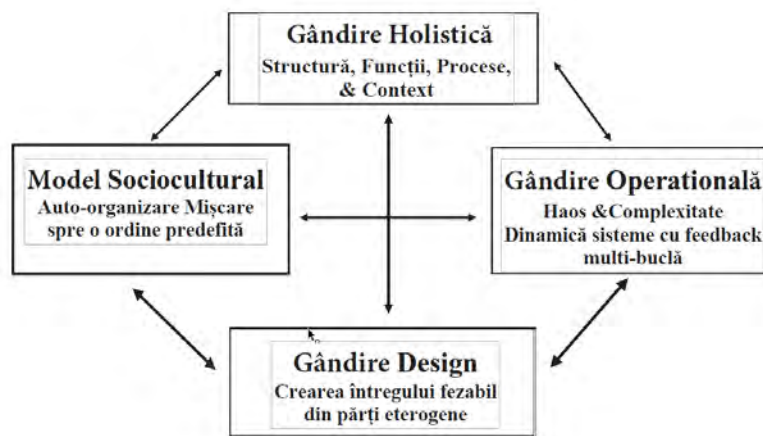 Gândire Holistică
Structură, Funcții, Procese,
& Context
Model Sociocultural
Auto-organizare Mișcare
spre o ordine predefită
Gândire Operatională
Haos &Complexitate
Dinamică sisteme cu feedback
multi-buclă
Gândire Design
Crearea întregului fezabil
din părți eterogene